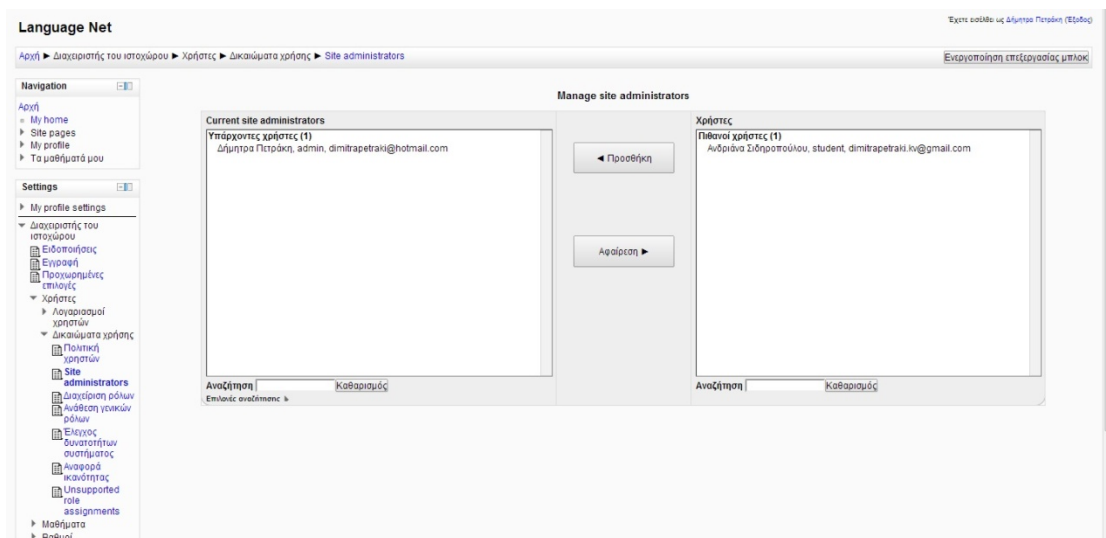 Language Net
Έχετε εισέλθει ως Δήμητρα Πετράκη (Έξοδος)
Αρχή ► Διαχειριστής του ιστοχώρου ► Χρήστες ► Δικαιώματα χρήσης ► Site administrators
Ενεργοποίηση επεξεργασίας μπλοκ
Navigation
Αρχή
My home
Site pages
My profile
Τα μαθήματά μου
Settings
My profile settings
Διαχειριστής του
ιστοχώρου
Ειδοποιήσεις
Εγγραφή
Προχωρημένες
επιλογές
Χρήστες
Λογαριασμοί
χρηστών
Δικαιώματα χρήσης
Πολιτική
χρηστών
Site
administrators
Διαχείριση ρόλων
Ανάθεση γενικών
ρόλων
Έλεγχος
δυνατοτήτων
συστήματος
Αναφορά
ικανότητας
Unsupported
role
assignments
Μαθήματα
Βαθμοί
Manage site administrators
Current site administrators
Υπάρχοντες χρήστες (1)
Δήμητρα Πετράκη, admin, dimitrapetraki@hotmail.com
Αναζήτηση Καθαρισμός
Επιλογές αναζήτησης
◄ Προσθήκη
Αφαίρεση ►
Χρήστες
Πιθανοί χρήστες (1)
Ανδριάνα Σιδηροπούλου, student, dimitrapetraki.kv@gmail.com
Αναζήτηση Καθαρισμός